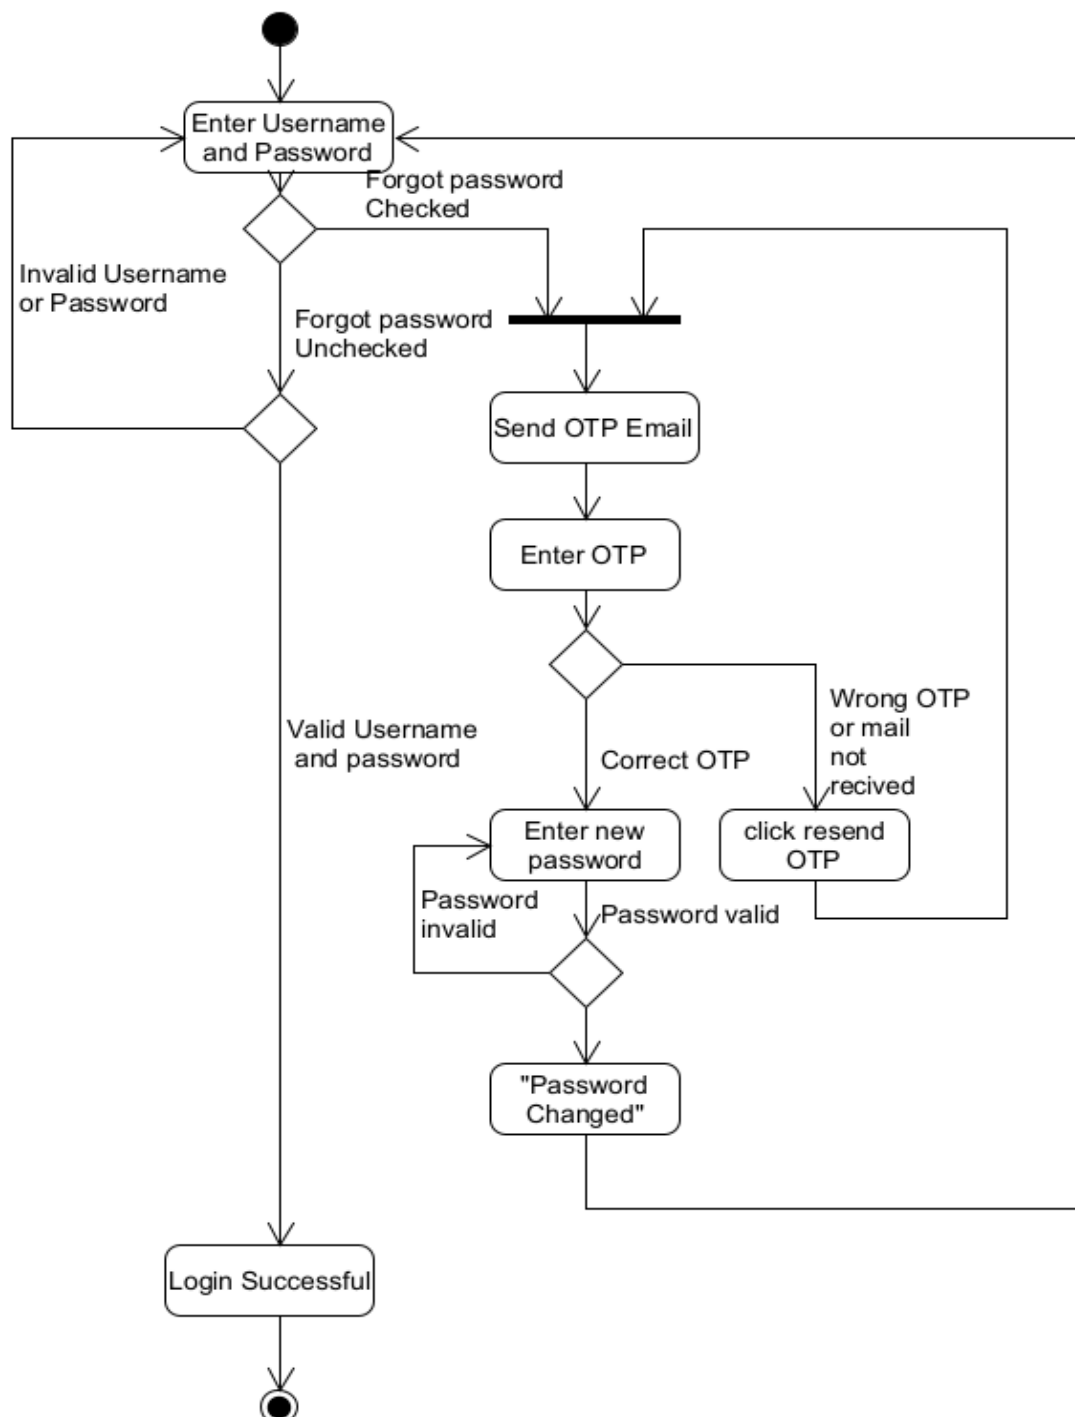 Enter Username
and Password
Forgot password
Checked
Invalid Username
or Password
Forgot password
Unchecked
Send OTP Email
Enter OTP
Wrong OTP
or mail
not
recived
Valid Username
and password
Correct OTP
Enter new
password
click resend
OTP
Password
invalid
Password valid
"Password
Changed"
Login Successful